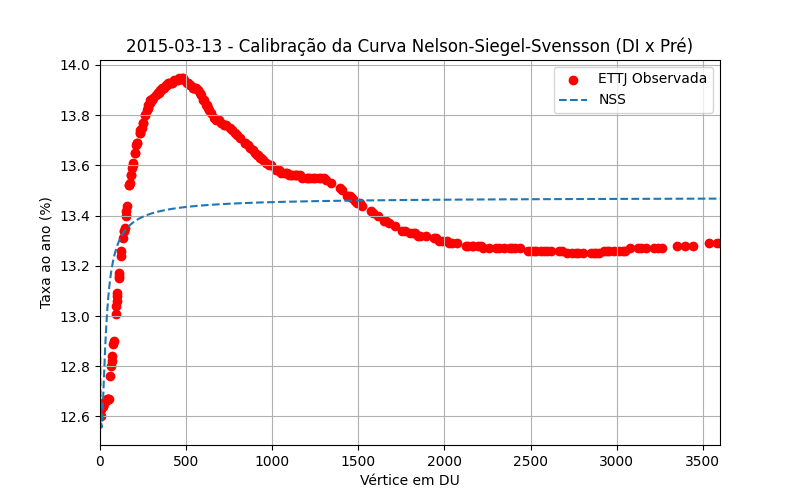 2015-03-13 - Calibração da Curva Nelson-Siegel-Svensson (DI x Pré)
ETTJ Observada
NSS
14.0
13.8
13.6
13.4
13.2
13.0
12.8
12.6
Taxa ao ano (%)
0 500 1000 1500 2000 2500 3000 3500
Vértice em DU